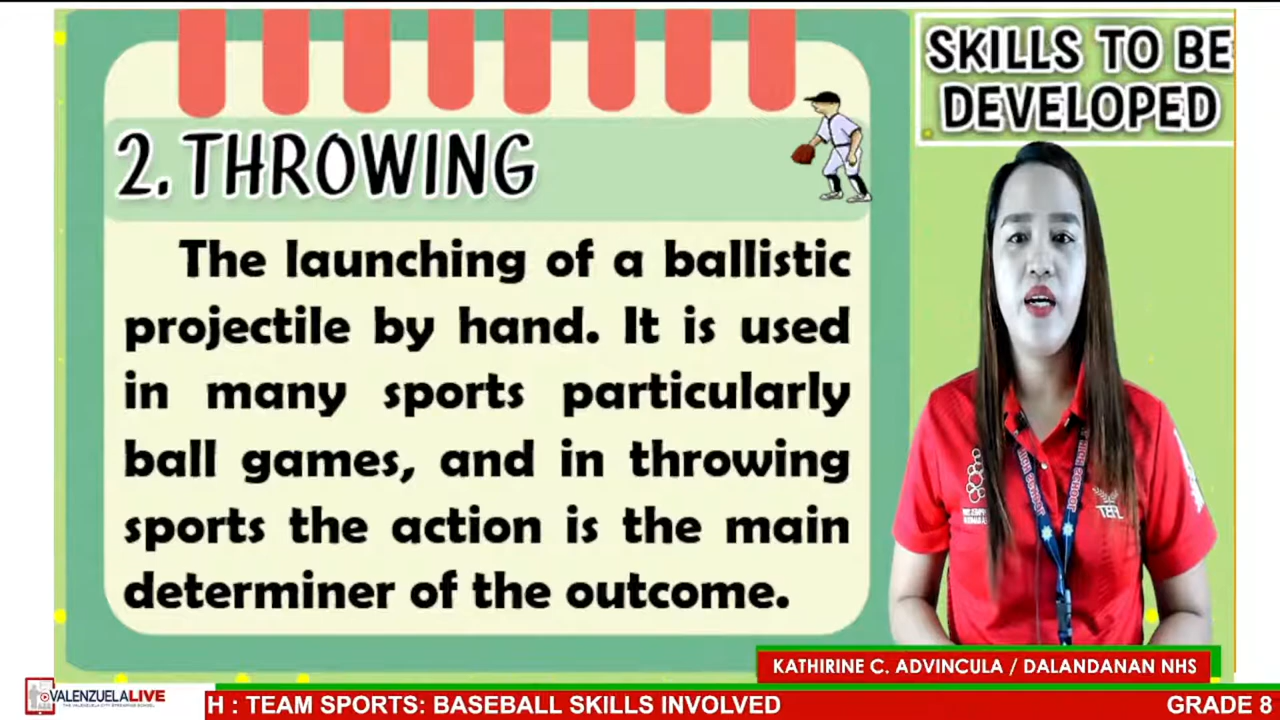 SKILLS TO BE
DEVELOPED
2. THROWING
The launching of a ballistic
projectile by hand. It is used
in many sports particularly
ball games, and in throwing
sports the action is the main
determiner of the outcome.
KATHIRINE C. ADVINCULA / DALANDANAN NHS
VALENZUELALIVE
H : TEAM SPORTS: BASEBALL SKILLS INVOLVED
GRADE 8